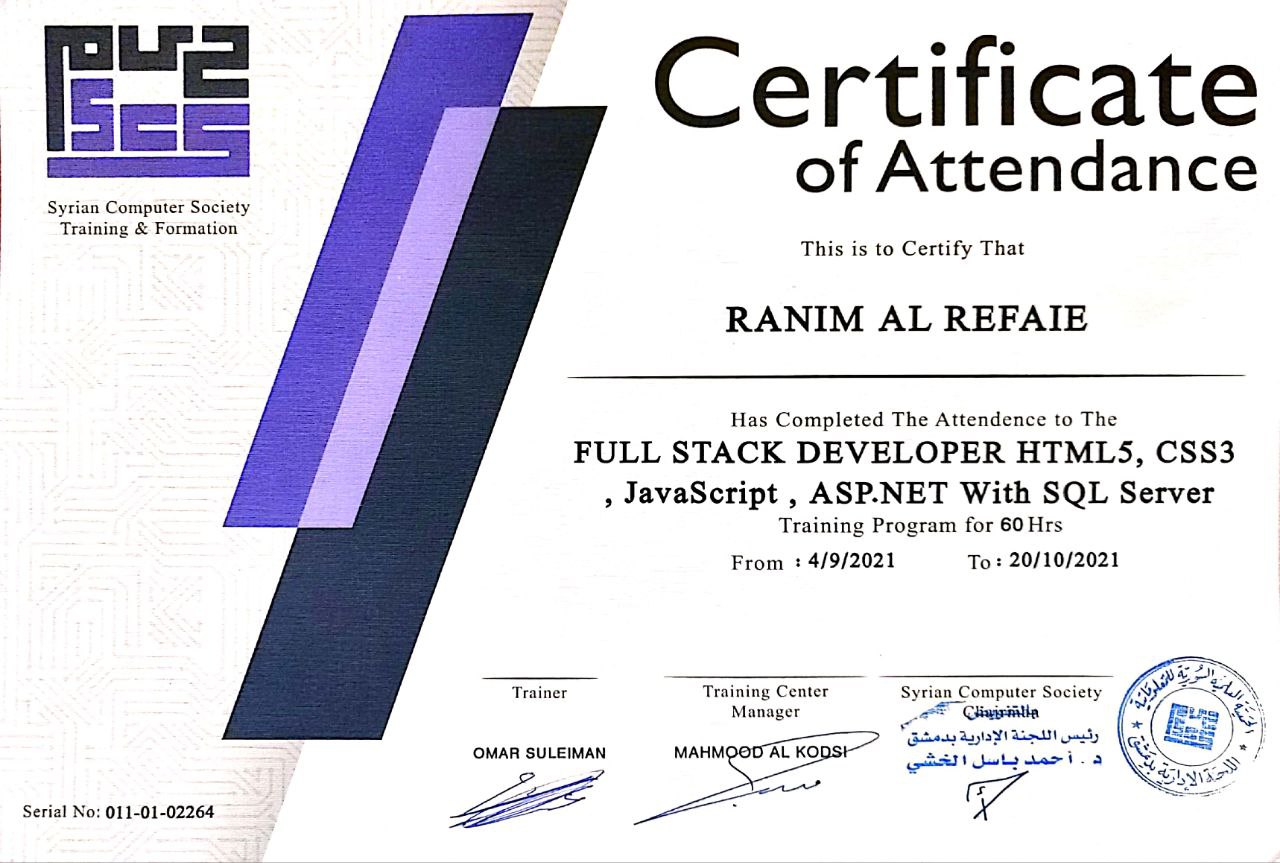 Syrian Computer Society
Training & Formation
Certificate
of Attendance
This is to Certify That
RANIM AL REFAIE
Has Completed The Attendence to The
FULL STACK DEVELOPER HTML5, CSS3
, JavaScript , ASP.NET With SQL Server
Training Program for 60 Hrs
From : 4/9/2021 To : 20/10/2021
Trainer
OMAR SULEIMAN
Training Center
Manager
MAHMOOD AL KODSI
Syrian Computer Society
رئيس اللجنة الإدارية بدمشق
د. أحمد باسل الخشي
الجمعية العلمية السورية للمعلوماتية
اللجنة الإدارية بدمشق
Serial No: 011-01-02264